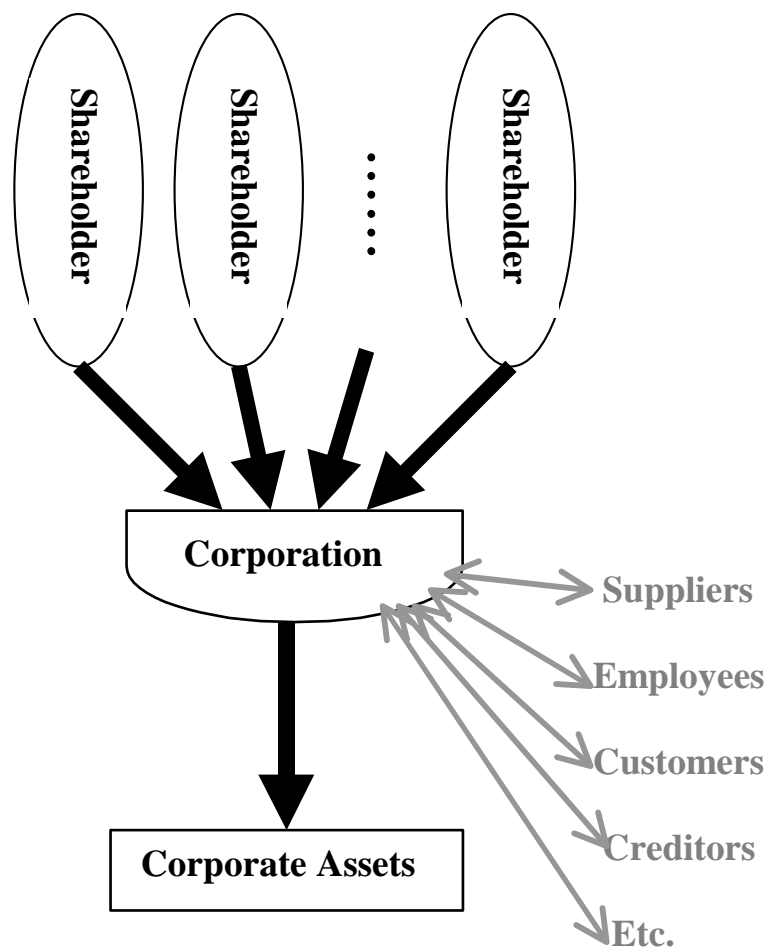 Shareholder
Shareholder
......
Shareholder
Corporation
Suppliers
Employees
Customers
Creditors
Corporate Assets
Etc.